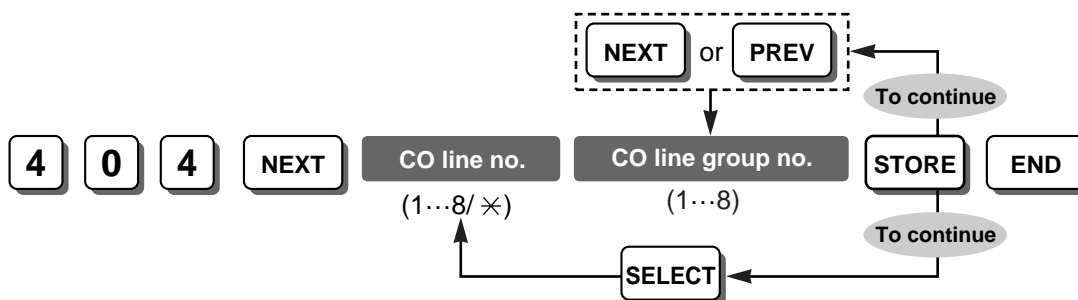 NEXT or PREV
To continue
4 0 4 NEXT CO line no. CO line group no. STORE END
(1···8/ ✳) (1···8)
To continue
SELECT